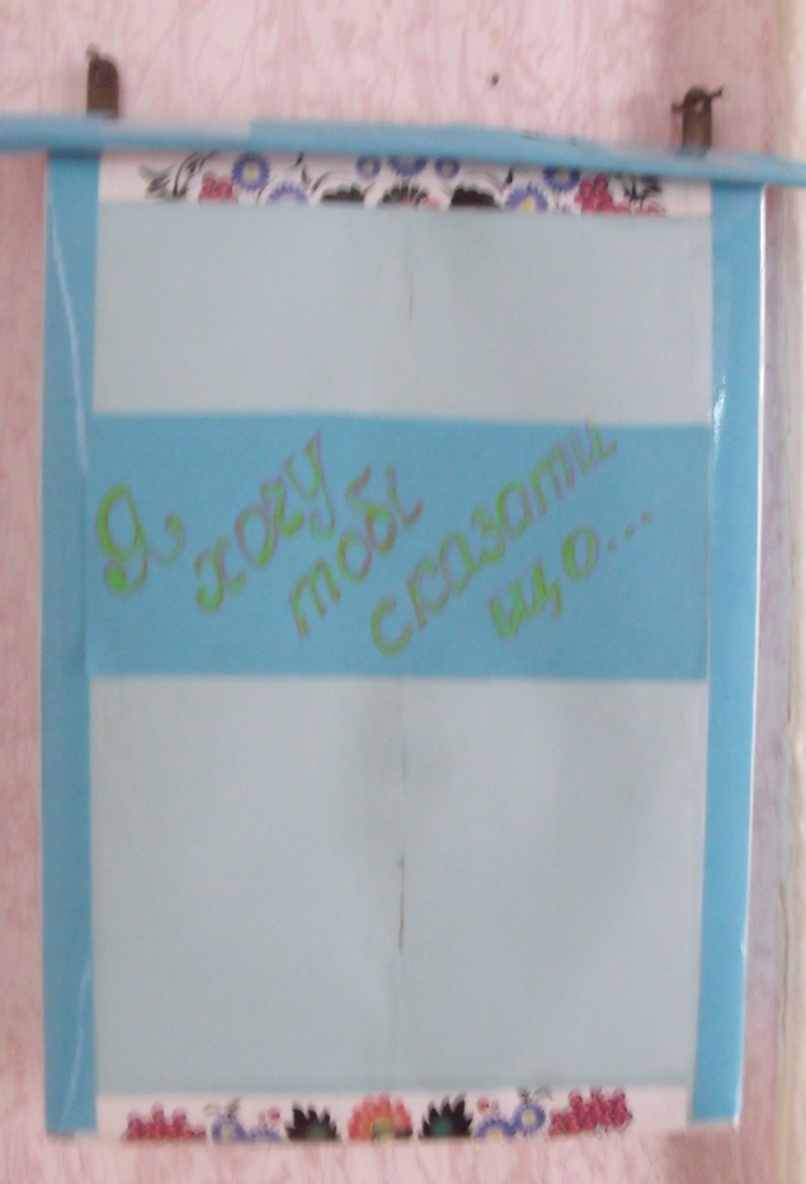 Я хочу
тобі
сказати
що...